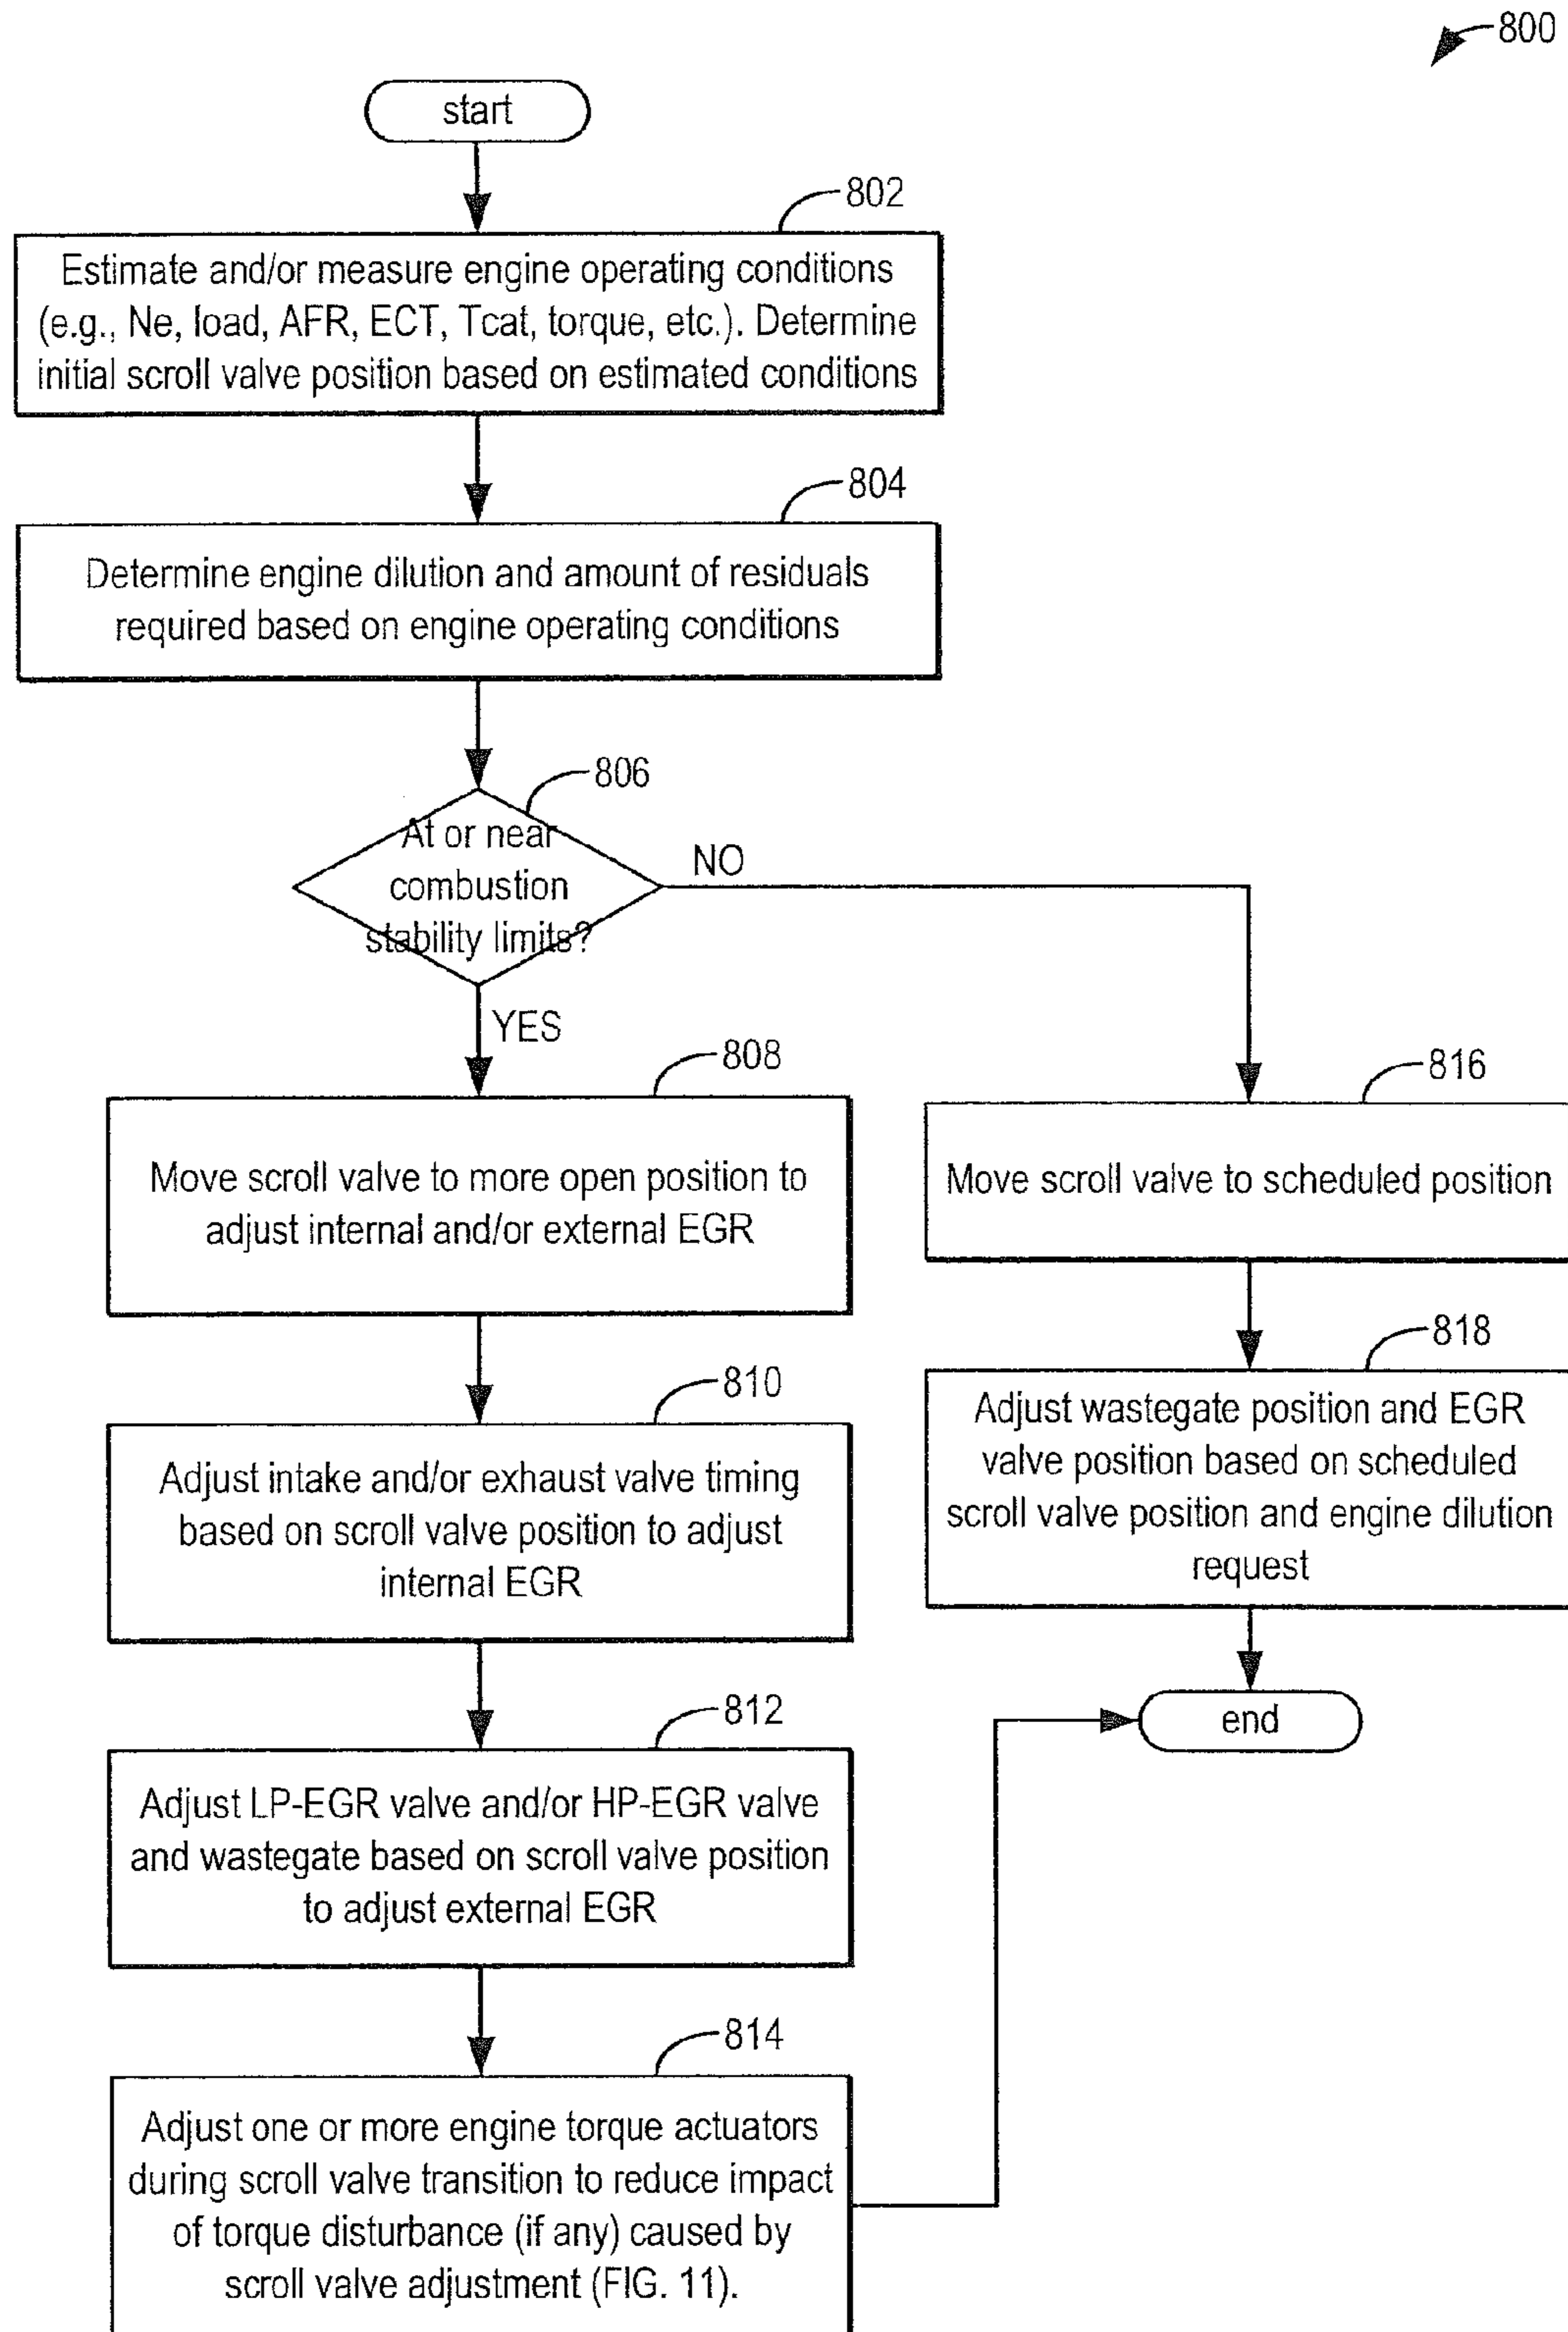 800
start
802
Estimate and/or measure engine operating conditions
(e.g., Ne, load, AFR, ECT, Tcat, torque, etc.). Determine
initial scroll valve position based on estimated conditions
804
Determine engine dilution and amount of residuals
required based on engine operating conditions
806
At or near
combustion
stability limits?
NO
YES
808
Move scroll valve to more open position to
adjust internal and/or external EGR
816
Move scroll valve to scheduled position
810
Adjust intake and/or exhaust valve timing
based on scroll valve position to adjust
internal EGR
818
Adjust wastegate position and EGR
valve position based on scheduled
scroll valve position and engine dilution
request
812
Adjust LP-EGR valve and/or HP-EGR valve
and wastegate based on scroll valve position
to adjust external EGR
end
814
Adjust one or more engine torque actuators
during scroll valve transition to reduce impact
of torque disturbance (if any) caused by
scroll valve adjustment (FIG. 11).